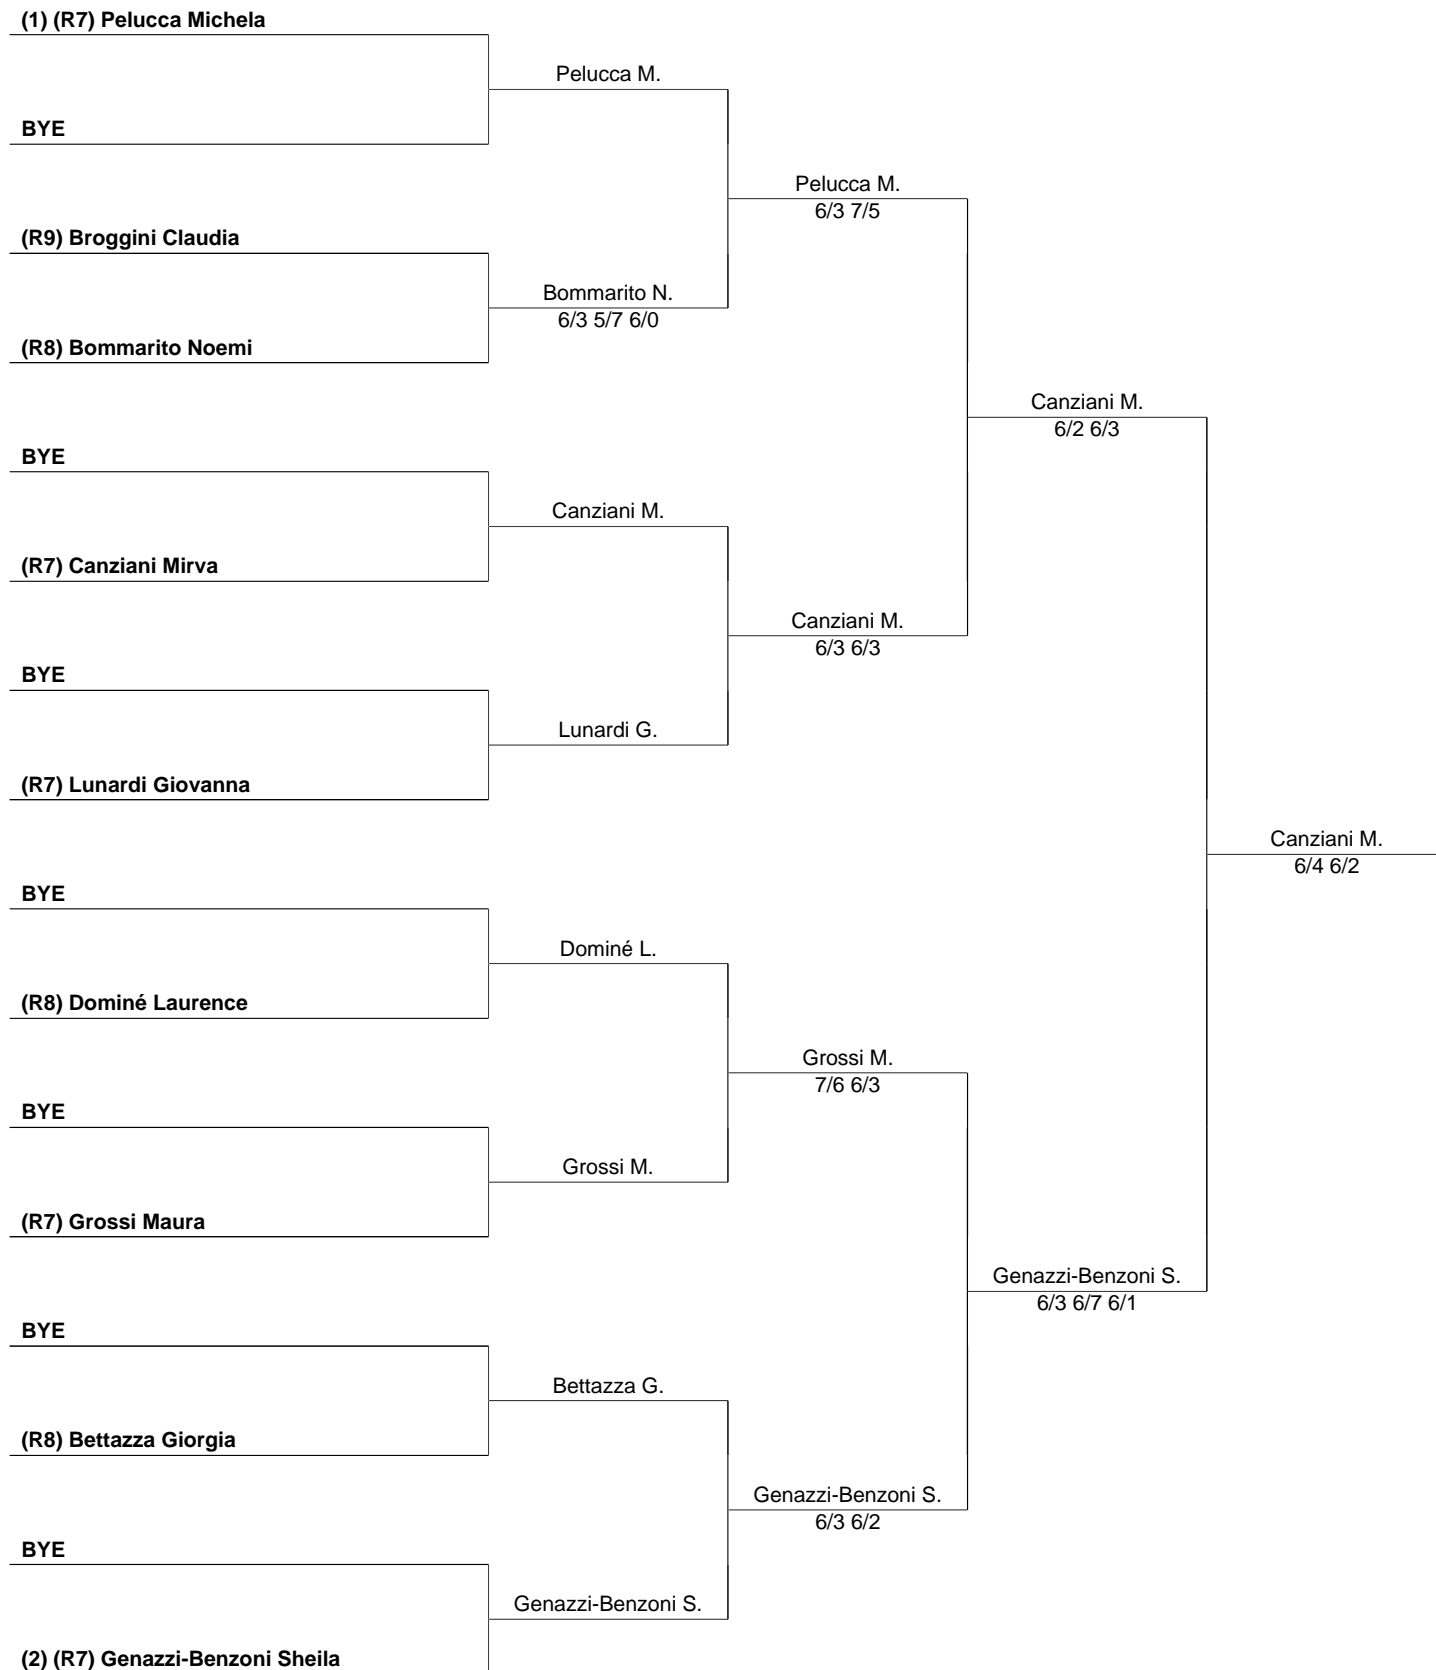 (1) (R7) Pelucca Michela
Pelucca M.
BYE
Pelucca M.
6/3 7/5
(R9) Broggini Claudia
Bommarito N.
6/3 5/7 6/0
(R8) Bommarito Noemi
Canziani M.
6/2 6/3
BYE
Canziani M.
(R7) Canziani Mirva
Canziani M.
6/3 6/3
BYE
Lunardi G.
(R7) Lunardi Giovanna
Canziani M.
6/4 6/2
BYE
Dominé L.
(R8) Dominé Laurence
Grossi M.
7/6 6/3
BYE
Grossi M.
(R7) Grossi Maura
Genazzi-Benzoni S.
6/3 6/7 6/1
BYE
Bettazza G.
(R8) Bettazza Giorgia
Genazzi-Benzoni S.
6/3 6/2
BYE
Genazzi-Benzoni S.
(2) (R7) Genazzi-Benzoni Sheila